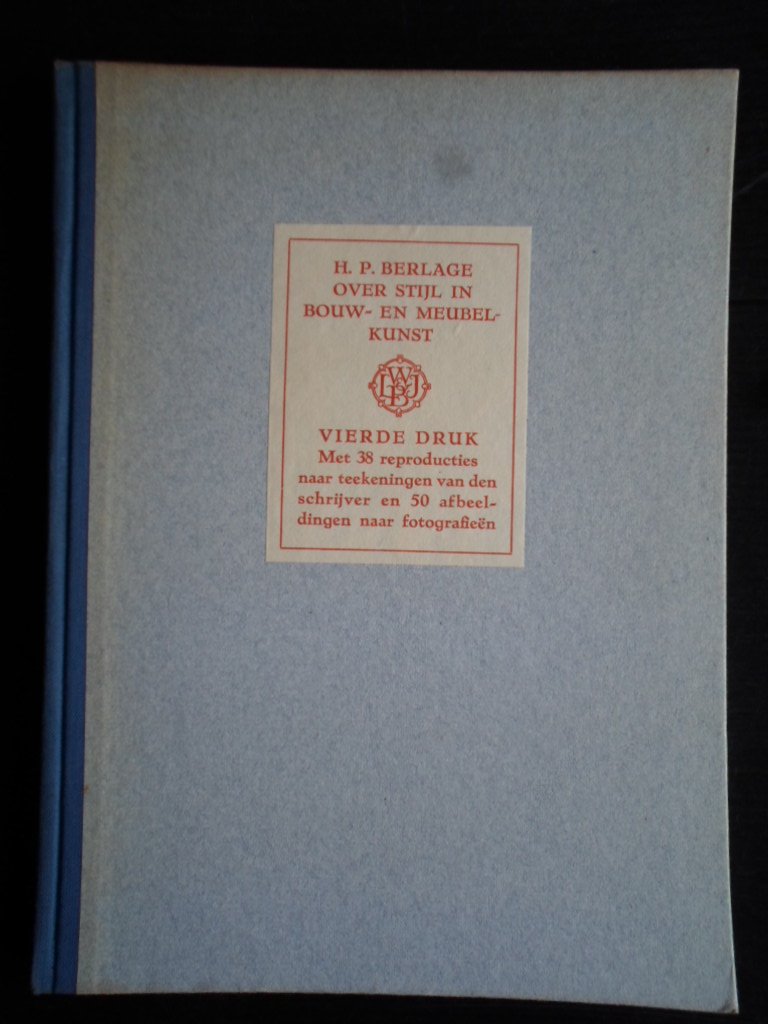 H. P. BERLAGE
OVER STIJL IN
BOUW- EN MEUBEL-
KUNST
VIERDE DRUK
Met 38 reproducties
naar teekeningen van den
schrijver en 50 afbeel-
dingen naar fotografieën